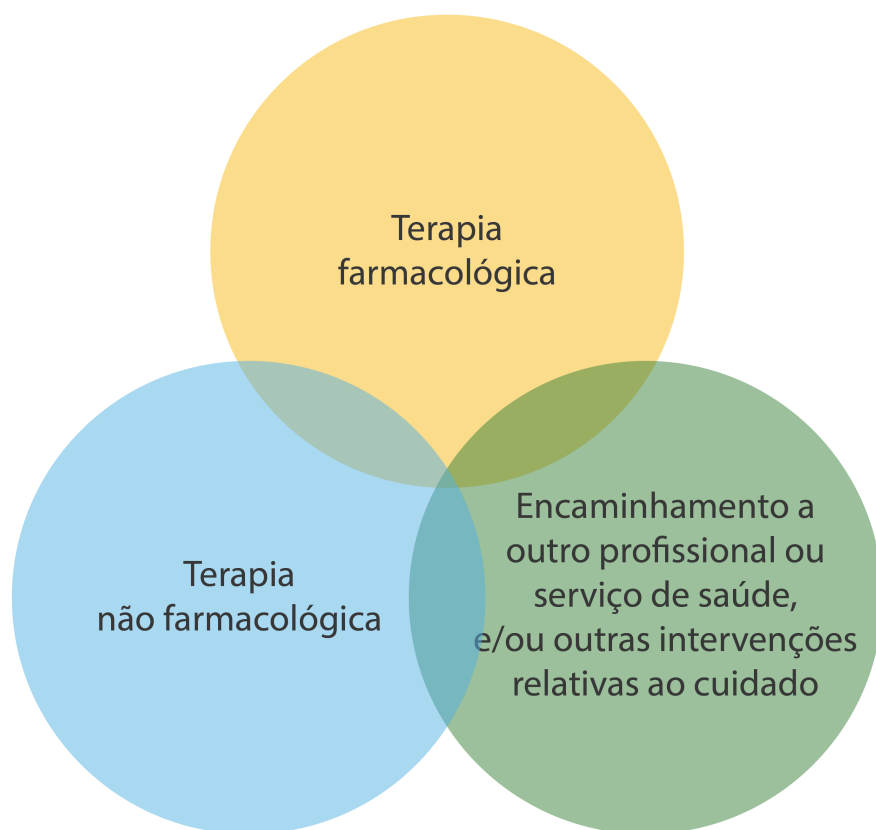 Terapia
farmacológica
Terapia
não farmacológica
Encaminhamento a
outro profissional ou
serviço de saúde,
e/ou outras intervenções
relativas ao cuidado